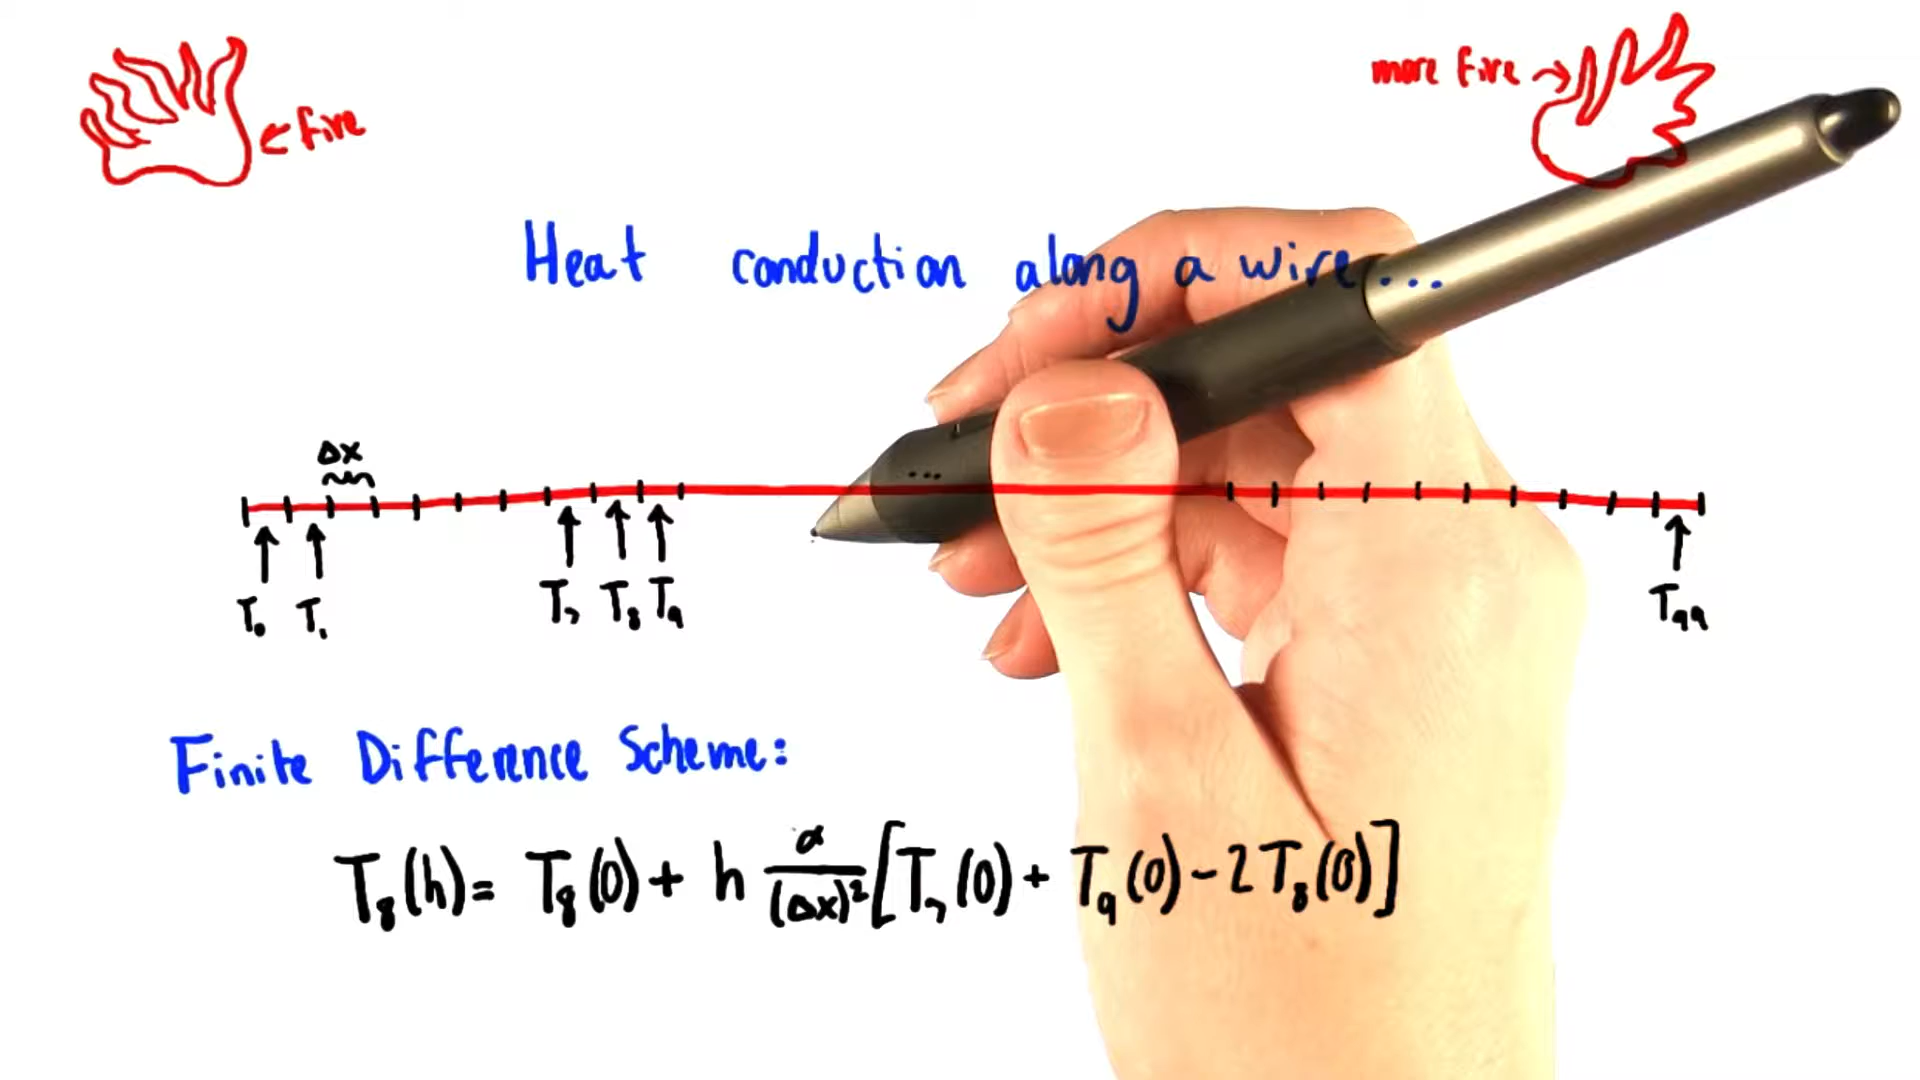 ← fire
more fire →
Heat conduction along a wire...
Δx
T₀ T₁ T₇ T₈ T₉ T₉₉
Finite Difference Scheme:
T₈(h) = T₈(0) + h α/(Δx)² [T₇(0) + T₉(0) - 2T₈(0)]